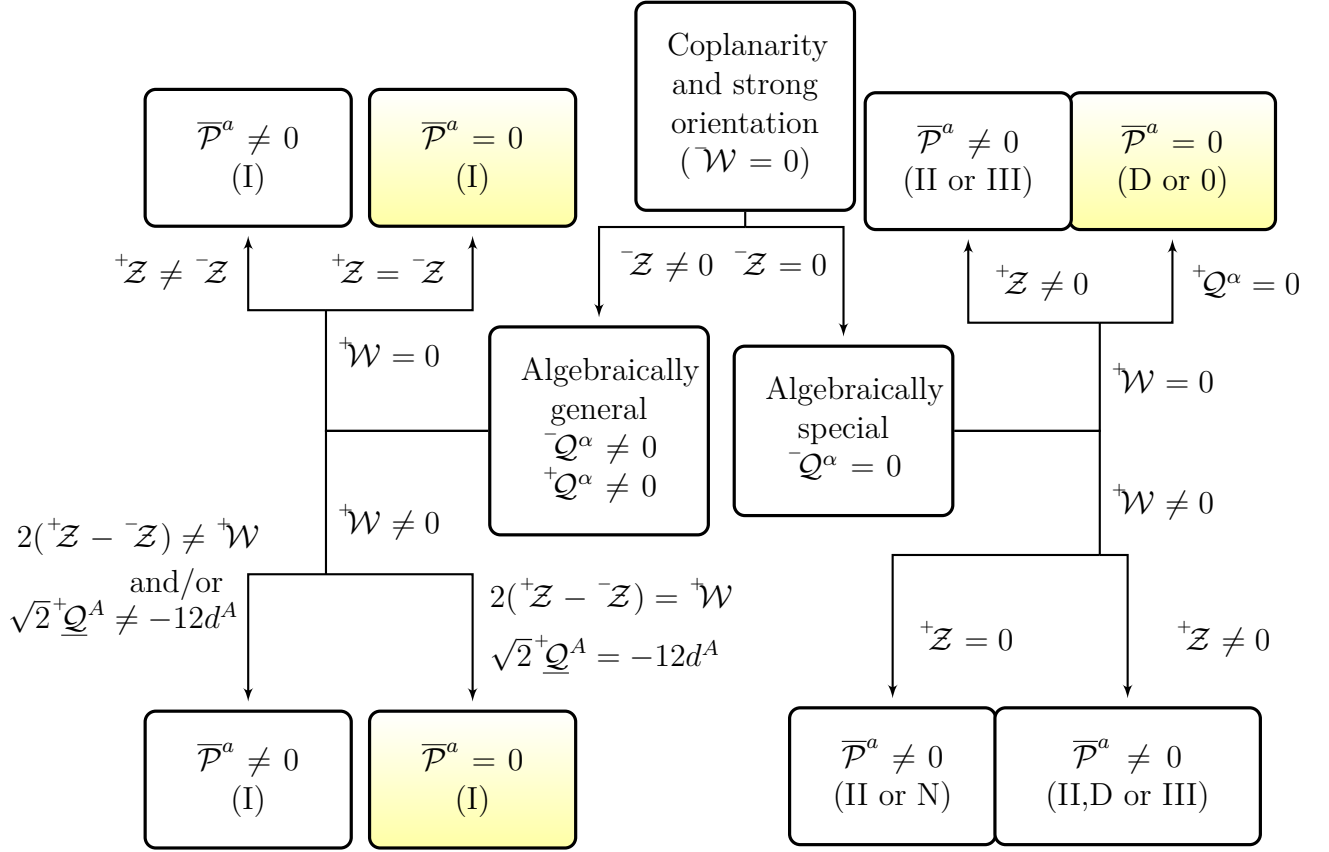 Coplanarity
and strong
orientation
(⁻𝒲 = 0)
𝒫̅ᵃ ≠ 0
(I)
𝒫̅ᵃ = 0
(I)
𝒫̅ᵃ ≠ 0
(II or III)
𝒫̅ᵃ = 0
(D or 0)
⁺𝒵 ≠ ⁻𝒵
⁺𝒵 = ⁻𝒵
⁻𝒵 ≠ 0
⁻𝒵 = 0
⁺𝒵 ≠ 0
⁺𝒬^α = 0
⁺𝒲 = 0
Algebraically
general
⁻𝒬^α ≠ 0
⁺𝒬^α ≠ 0
Algebraically
special
⁻𝒬^α = 0
⁺𝒲 = 0
⁺𝒲 ≠ 0
⁺𝒲 ≠ 0
2(⁺𝒵 − ⁻𝒵) ≠ ⁺𝒲
and/or
√2 ⁺𝒬̲^A ≠ −12d^A
2(⁺𝒵 − ⁻𝒵) = ⁺𝒲
√2 ⁺𝒬̲^A = −12d^A
⁺𝒵 = 0
⁺𝒵 ≠ 0
𝒫̅ᵃ ≠ 0
(I)
𝒫̅ᵃ = 0
(I)
𝒫̅ᵃ ≠ 0
(II or N)
𝒫̅ᵃ ≠ 0
(II,D or III)